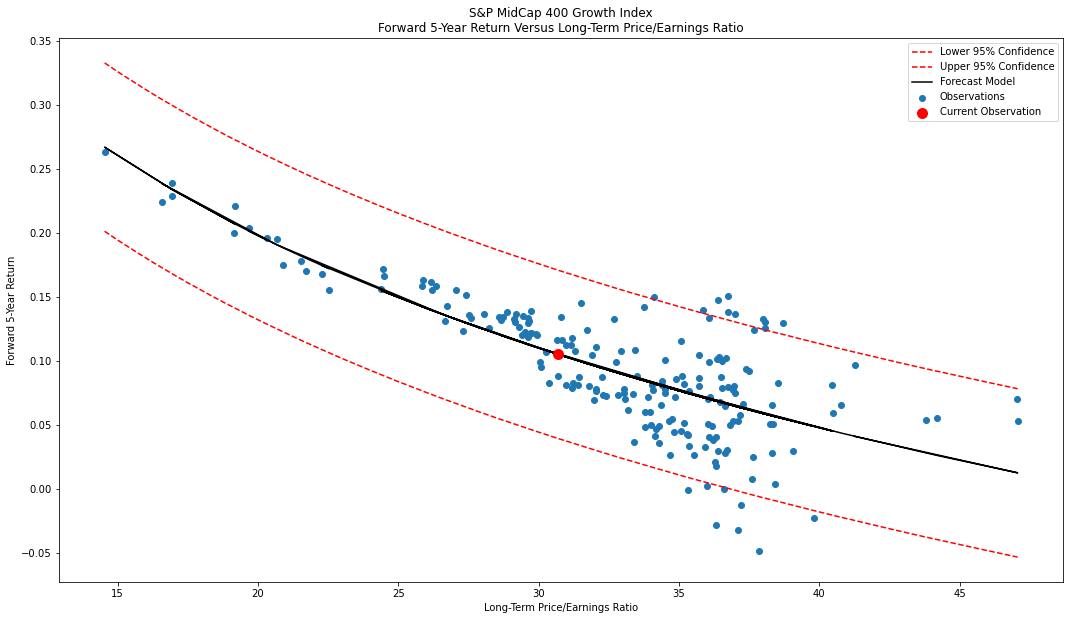 S&P MidCap 400 Growth Index
Forward 5-Year Return Versus Long-Term Price/Earnings Ratio
Lower 95% Confidence
Upper 95% Confidence
Forecast Model
Observations
Current Observation
Forward 5-Year Return
0.35
0.30
0.25
0.20
0.15
0.10
0.05
0.00
−0.05
15
20
25
30
35
40
45
Long-Term Price/Earnings Ratio